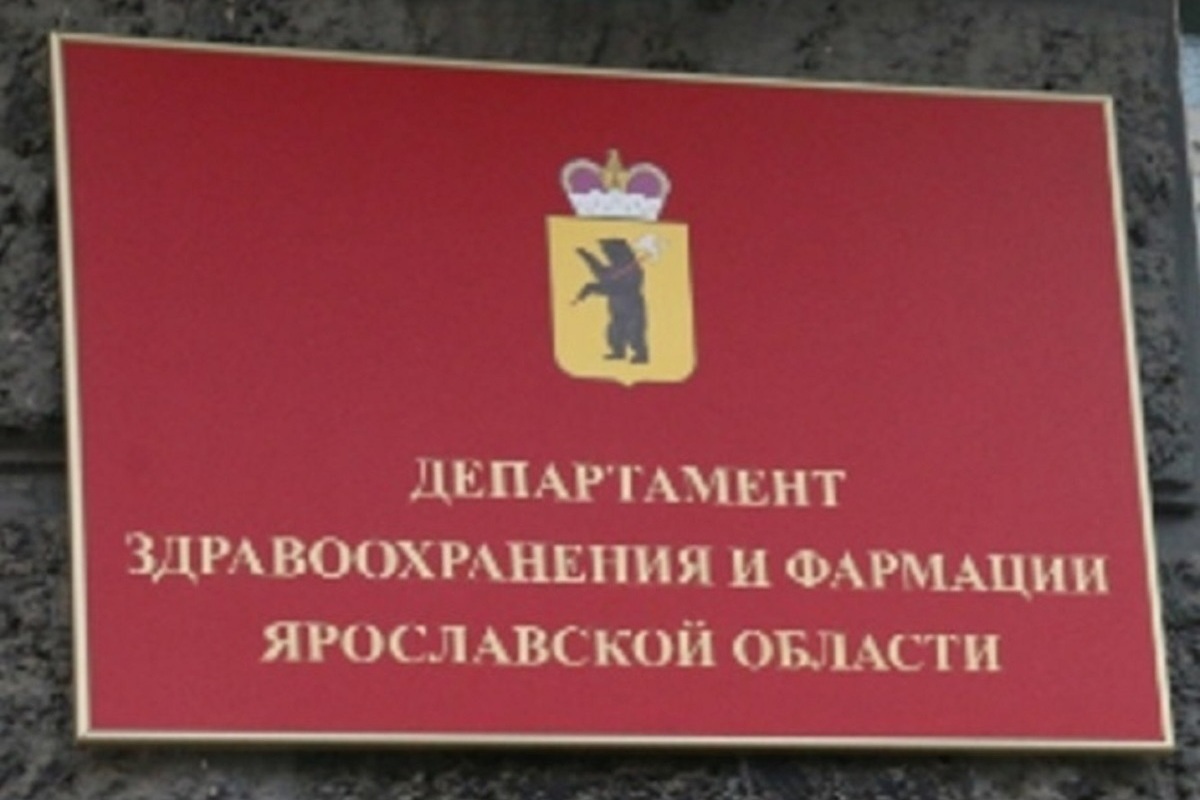 ДЕПАРТАМЕНТ
ЗДРАВООХРАНЕНИЯ И ФАРМАЦИИ
ЯРОСЛАВСКОЙ ОБЛАСТИ